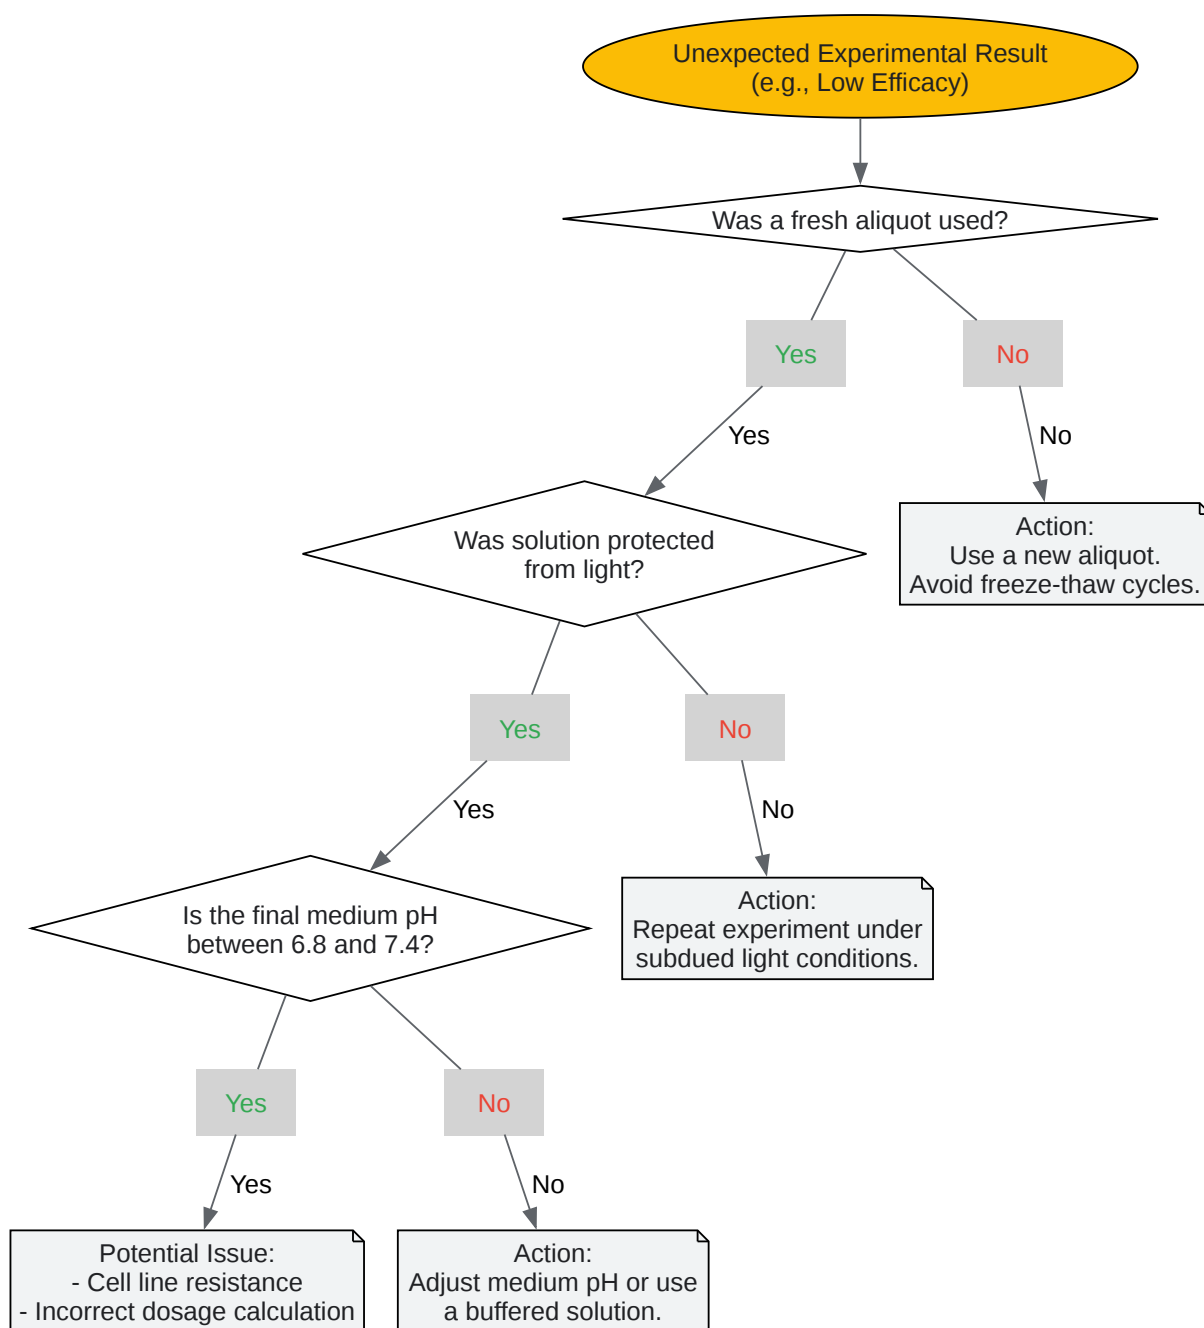 Unexpected Experimental Result
(e.g., Low Efficacy)
Was a fresh aliquot used?
Yes
No
Yes
No
Was solution protected
from light?
Action:
Use a new aliquot.
Avoid freeze-thaw cycles.
Yes
No
Yes
No
Is the final medium pH
between 6.8 and 7.4?
Action:
Repeat experiment under
subdued light conditions.
Yes
No
Yes
No
Potential Issue:
- Cell line resistance
- Incorrect dosage calculation
Action:
Adjust medium pH or use
a buffered solution.